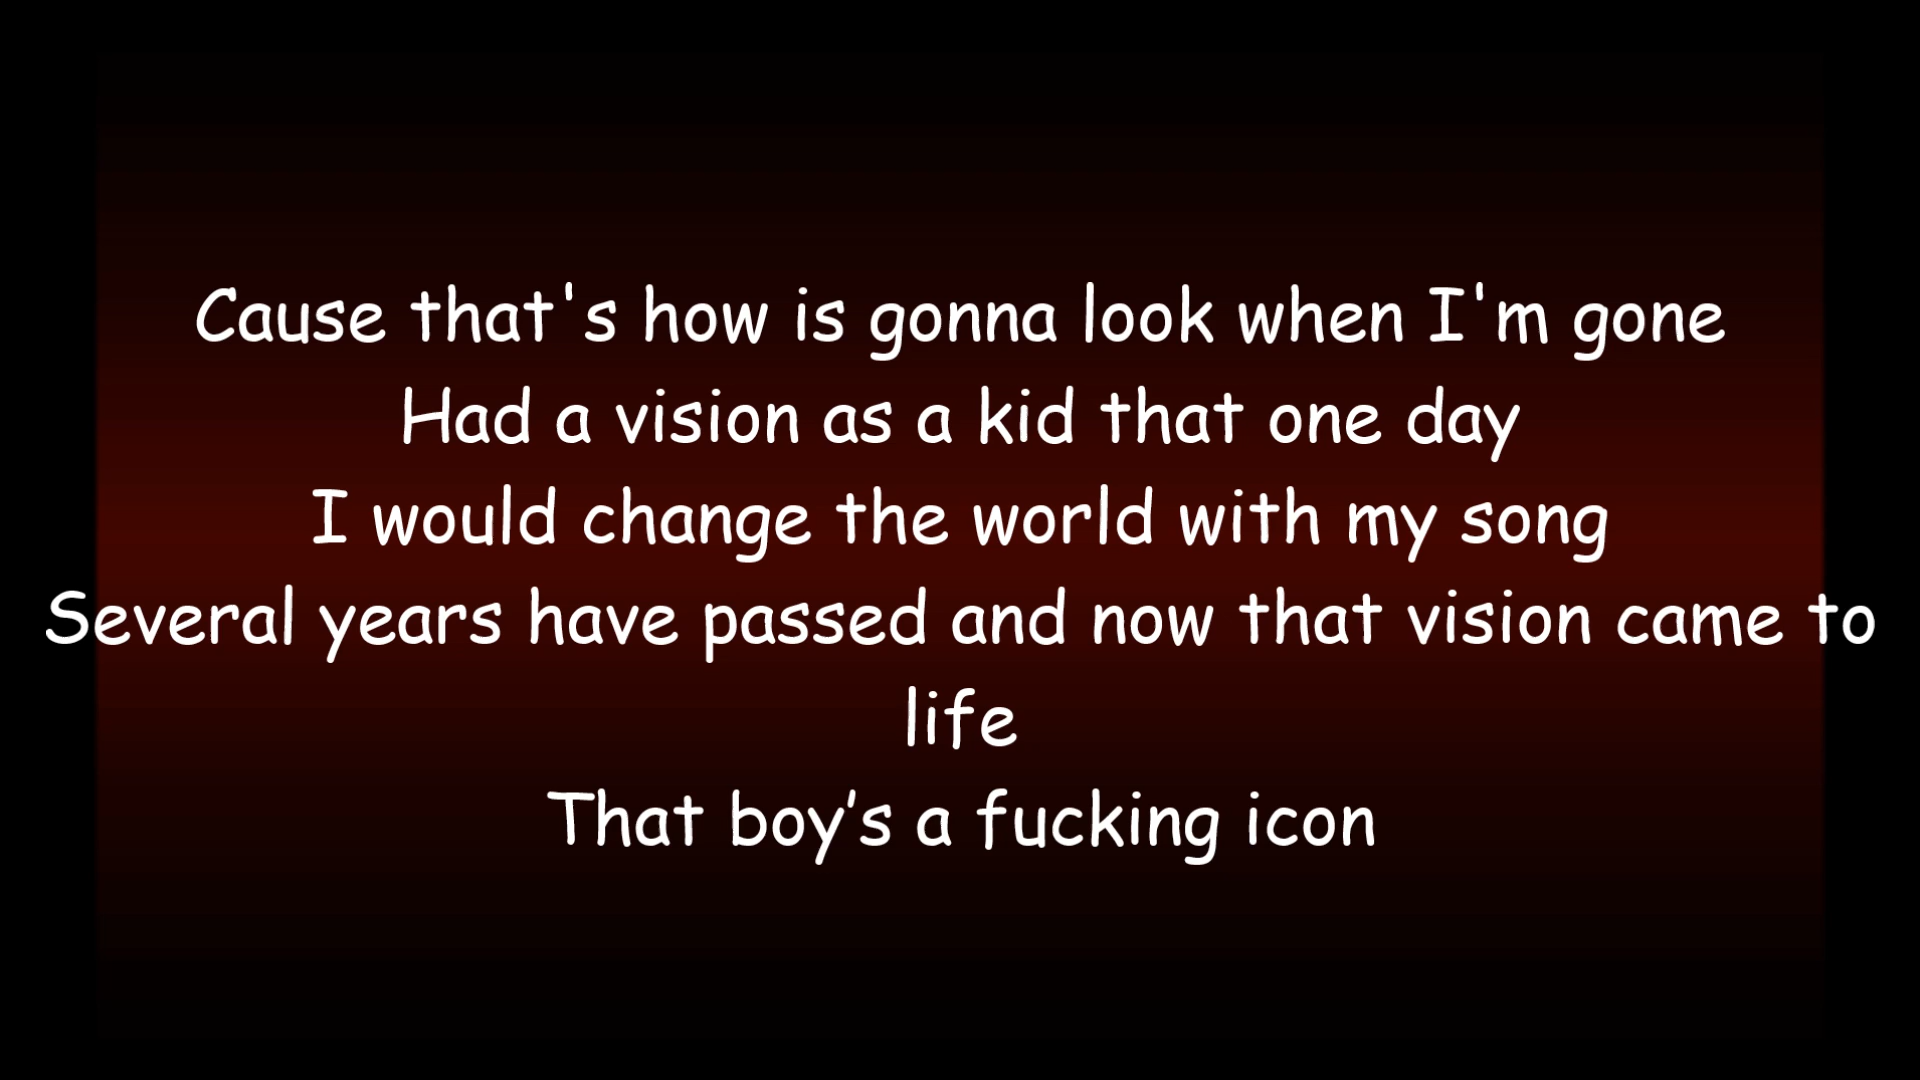 Cause that's how is gonna look when I'm gone
Had a vision as a kid that one day
I would change the world with my song
Several years have passed and now that vision came to
life
That boy’s a fucking icon